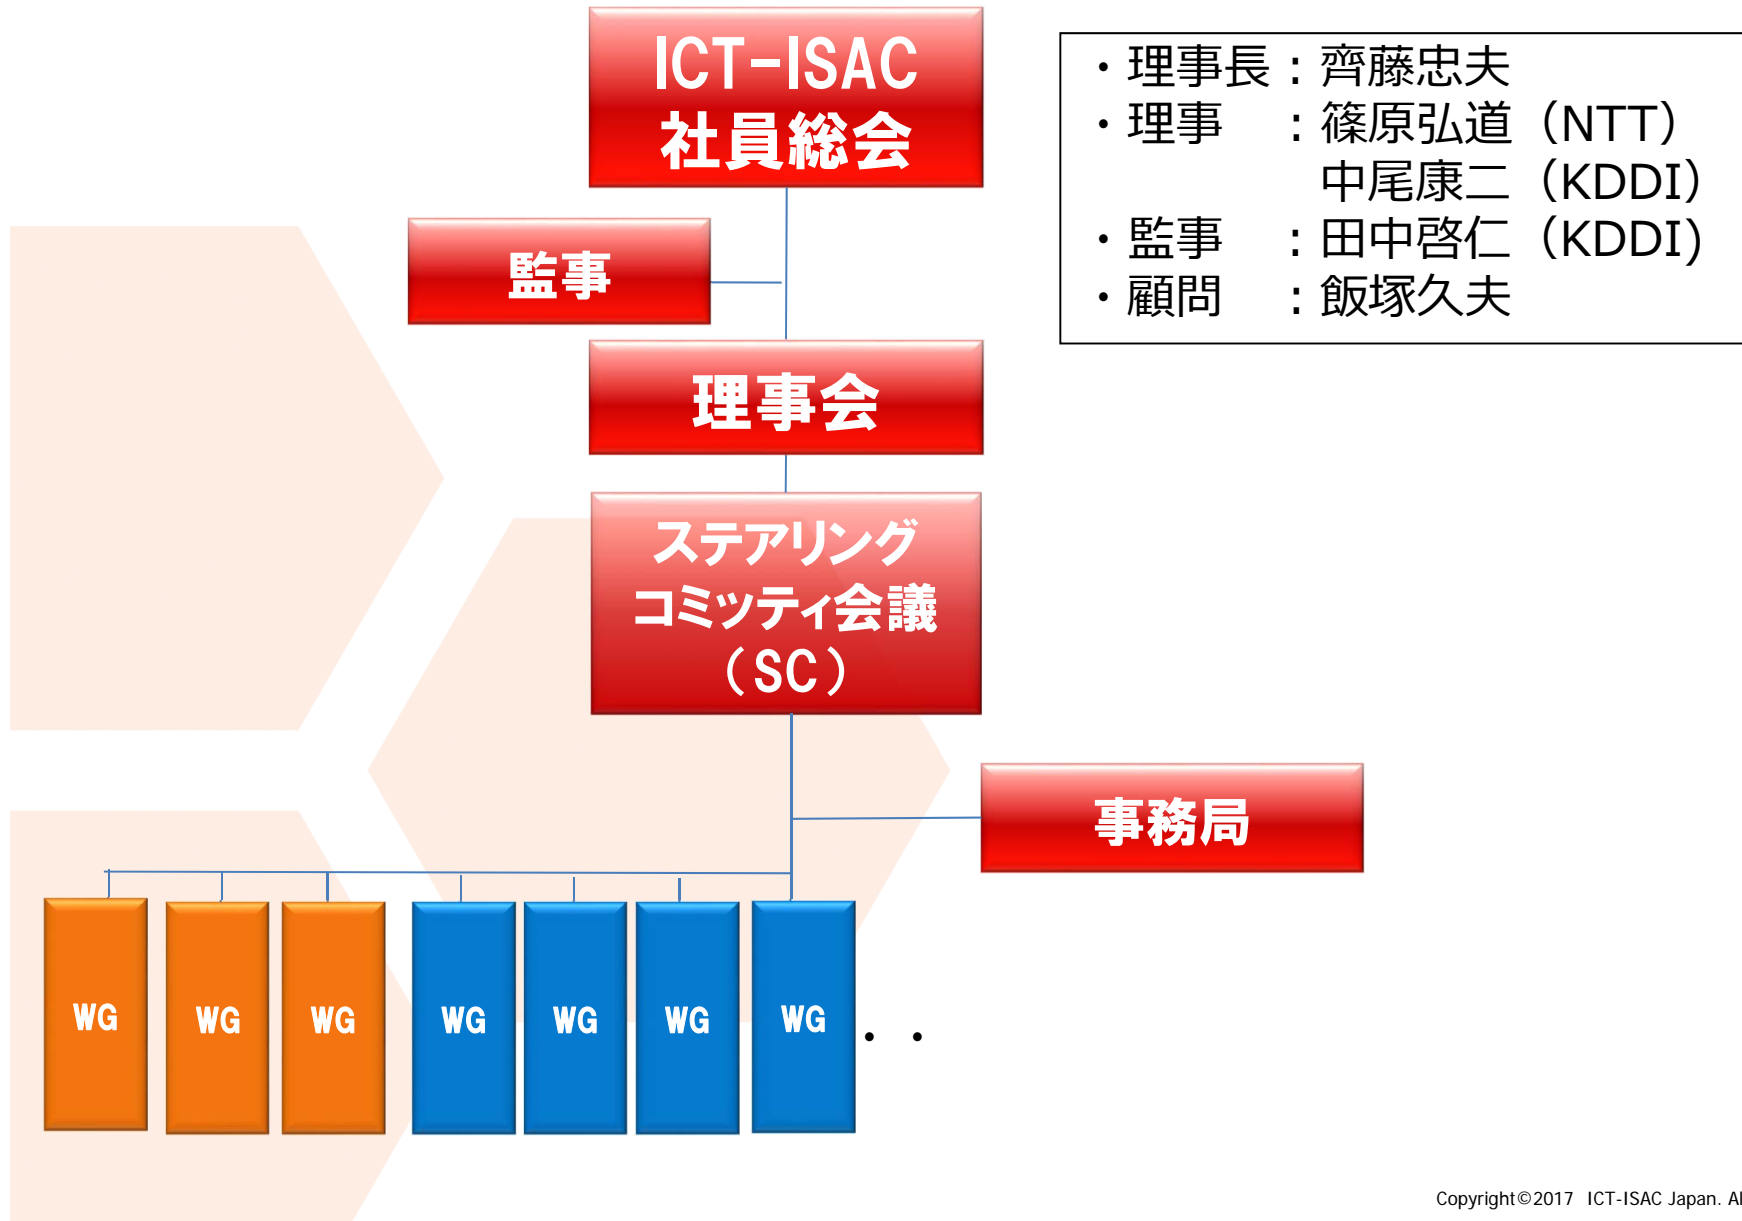 ICT-ISAC
社員総会
・理事長：齊藤忠夫
・理事　：篠原弘道（NTT）
中尾康二（KDDI）
・監事　：田中啓仁（KDDI)
・顧問　：飯塚久夫
監事
理事会
ステアリング
コミッティ会議
（SC）
事務局
WG
WG
WG
WG
WG
WG
WG
・・
Copyright©2017 ICT-ISAC Japan.